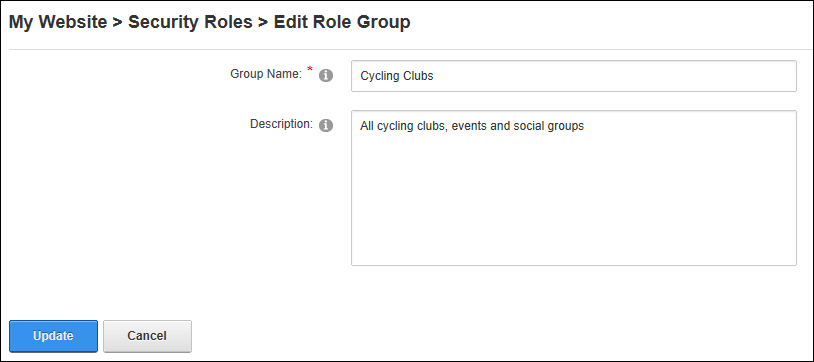 My Website > Security Roles > Edit Role Group
Group Name: *
Cycling Clubs
Description:
All cycling clubs, events and social groups
Update
Cancel